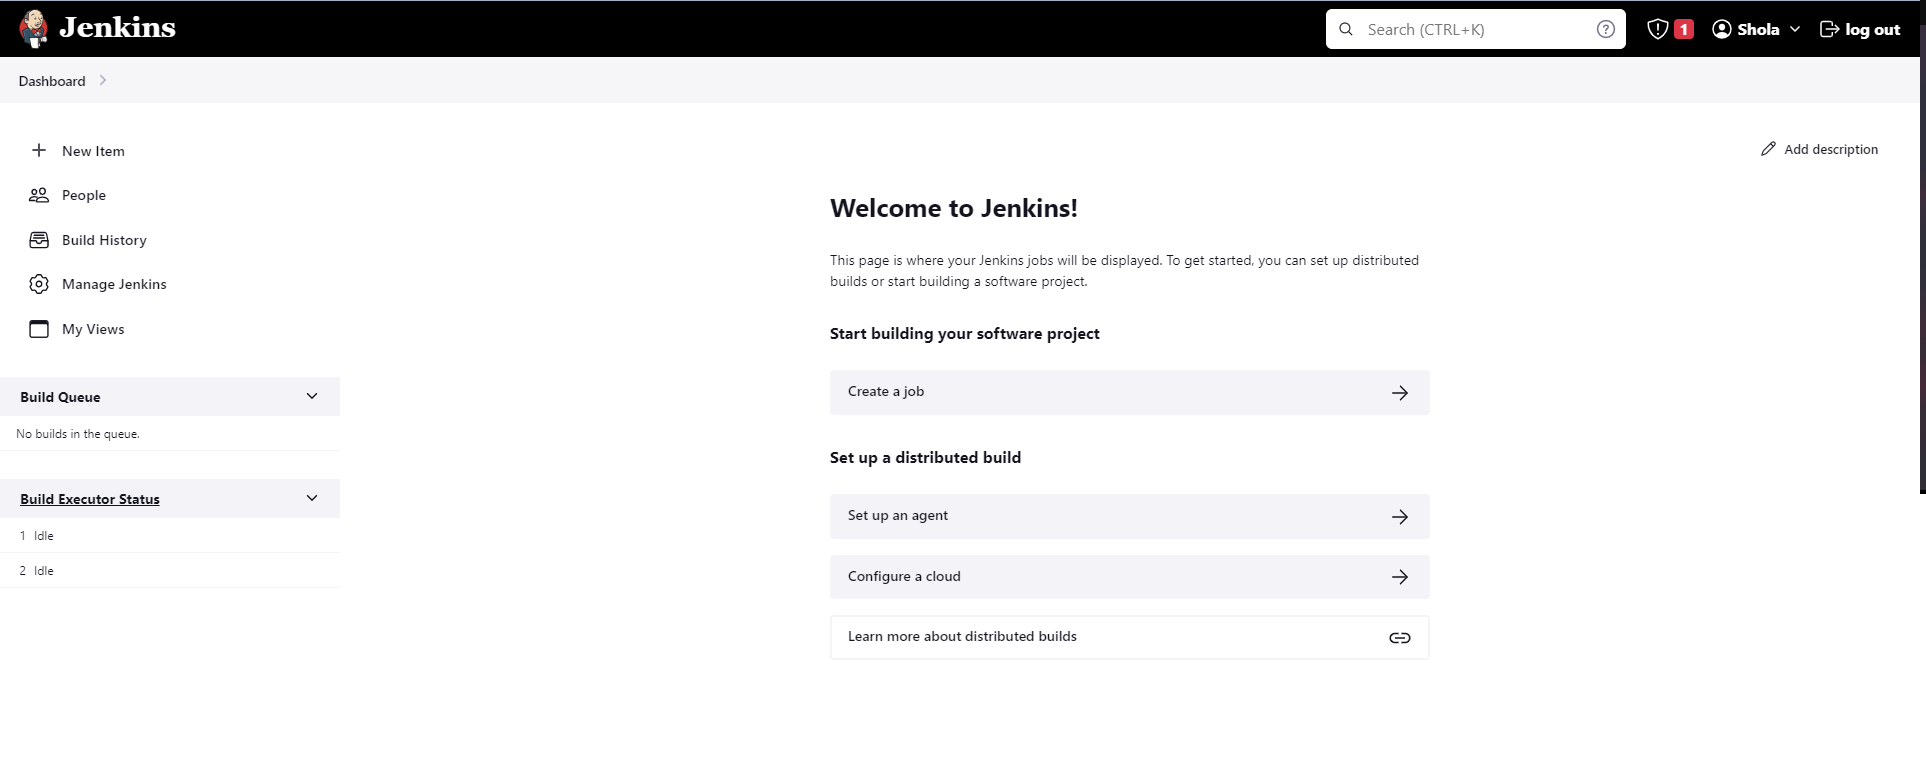 Jenkins
Search (CTRL+K)
?
1
Shola
log out
Dashboard
New Item
Add description
People
Build History
Manage Jenkins
My Views
Build Queue
No builds in the queue.
Build Executor Status
1 Idle
2 Idle
Welcome to Jenkins!
This page is where your Jenkins jobs will be displayed. To get started, you can set up distributed
builds or start building a software project.
Start building your software project
Create a job
Set up a distributed build
Set up an agent
Configure a cloud
Learn more about distributed builds